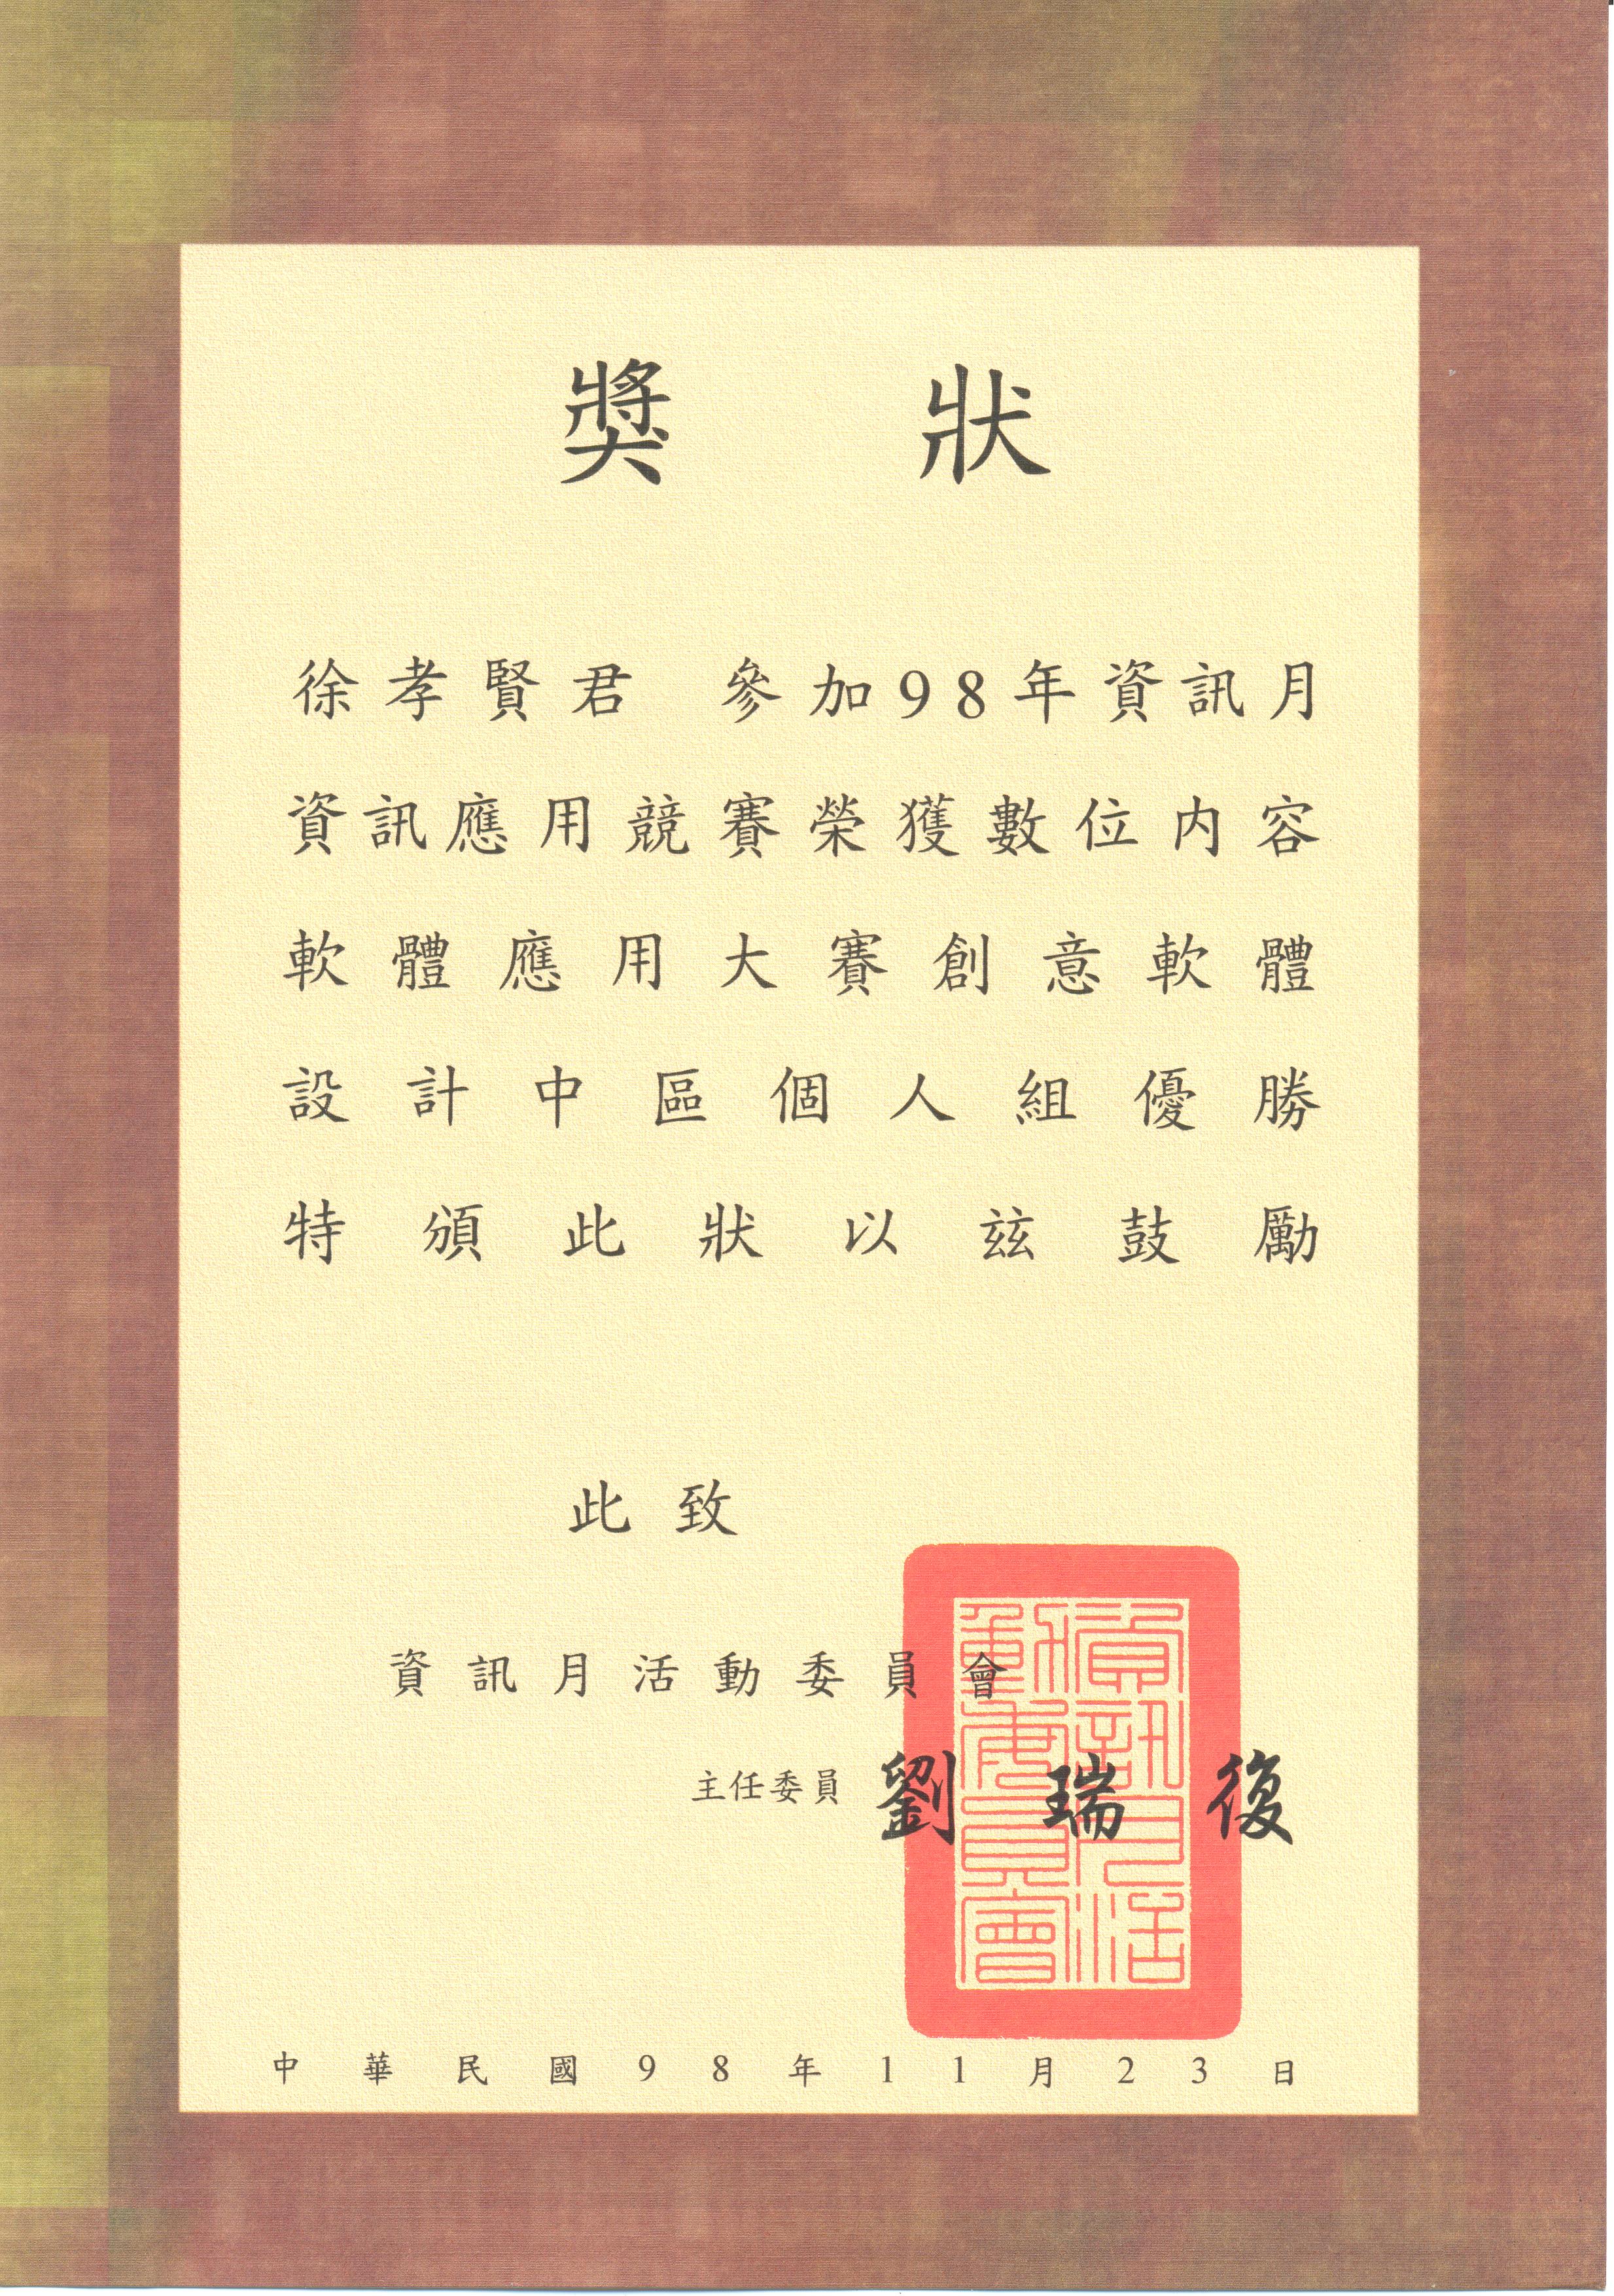 獎狀
徐孝賢君 參加98年資訊月
資訊應用競賽榮獲數位內容
軟體應用大賽創意軟體
設計中區個人組優勝
特頒此狀以茲鼓勵
此致
資訊月活動委員會
主任委員 劉瑞復
資訊月活
動委員會
中華民國98年11月23日